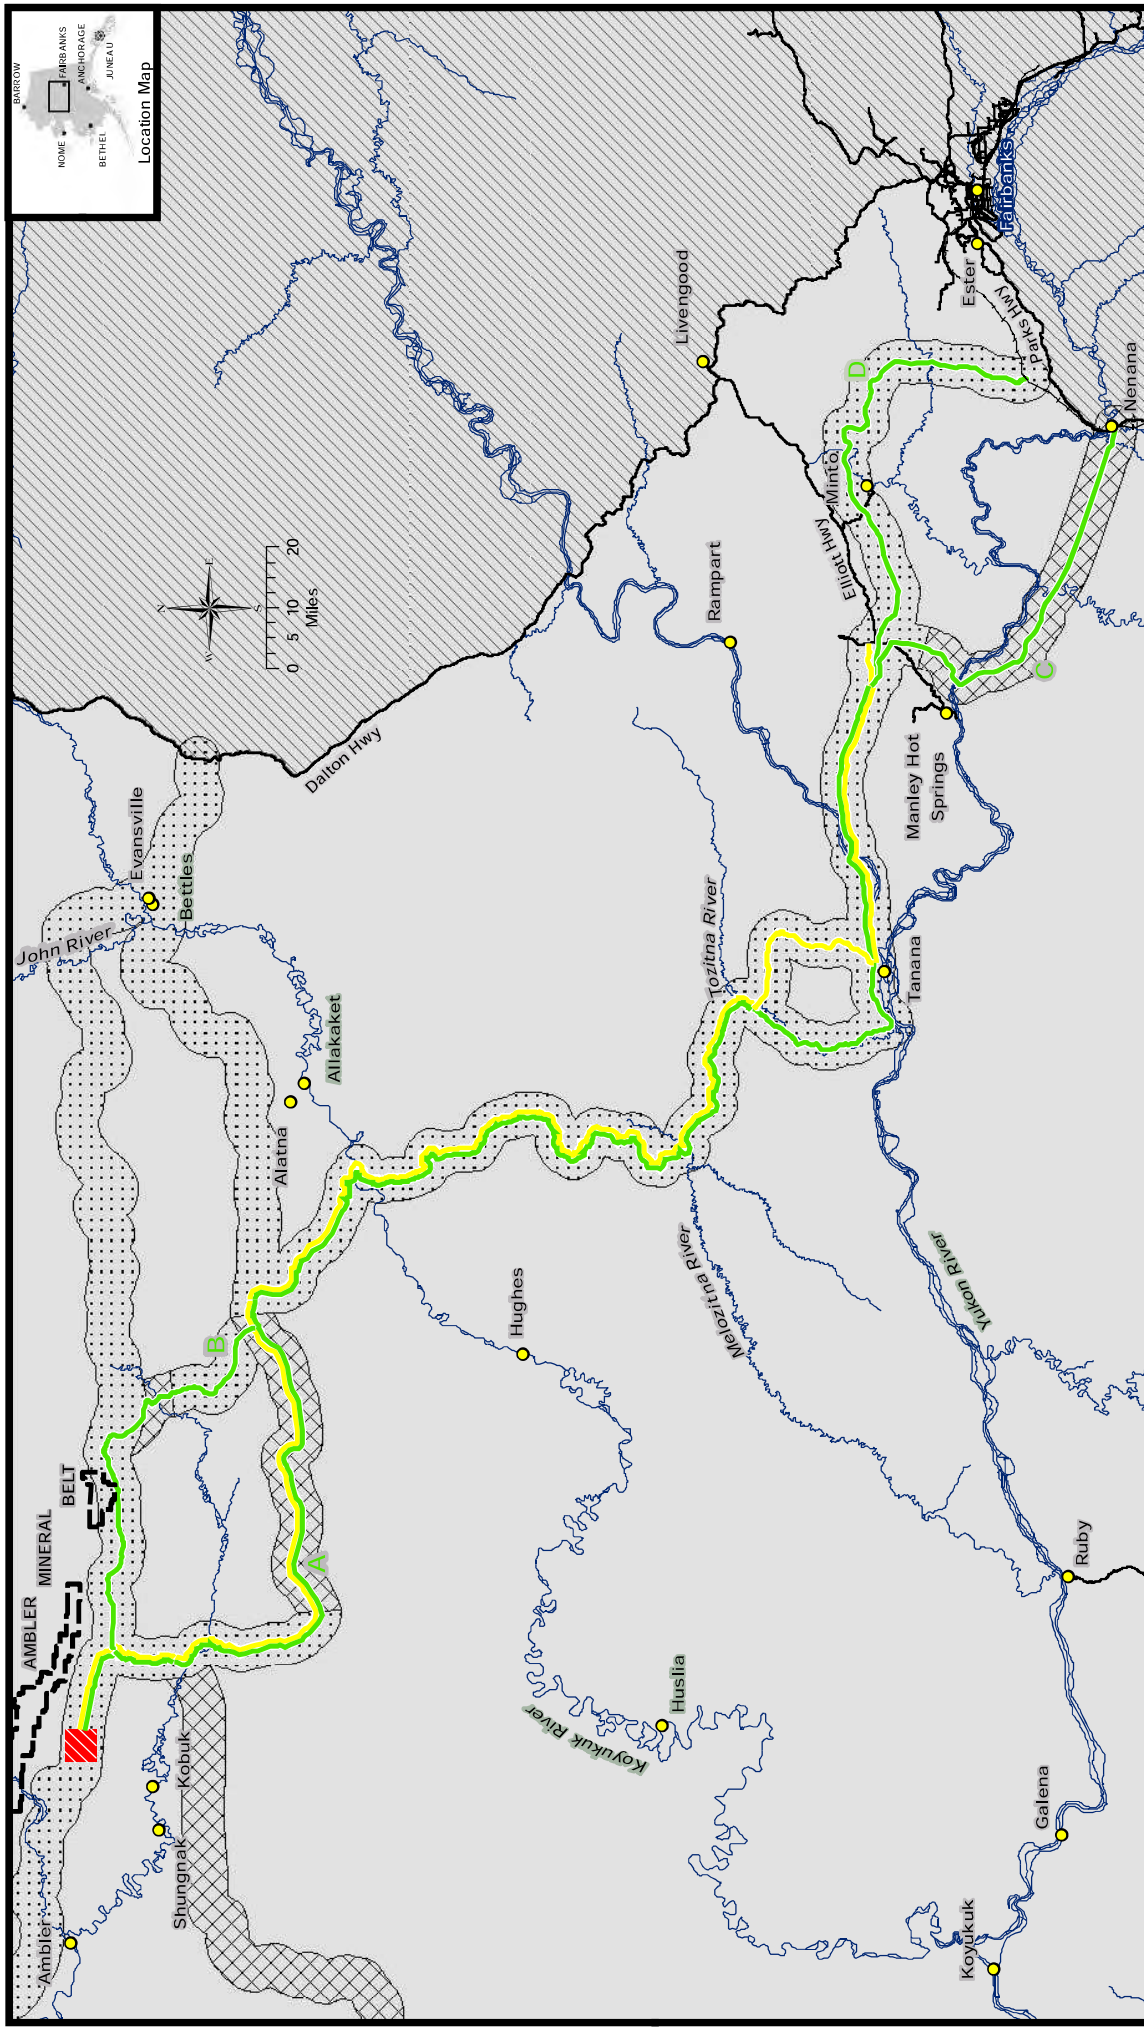 BARROW
FAIRBANKS
ANCHORAGE
NOME
BETHEL
JUNEAU
Location Map
AMBLER
MINERAL
BELT
Ambler
Shungnak
Kobuk
B
A
John River
Evansville
Bettles
Alatna
Allakaket
Dalton Hwy
N
W
E
S
0
5
10
20
Miles
Hughes
Huslia
Koyukuk River
Melozitna River
Tozitna River
Rampart
Livengood
Elliott Hwy
Minto
D
Ester
Fairbanks
Parks Hwy
Nenana
C
Manley Hot
Springs
Tanana
Yukon River
Ruby
Galena
Koyukuk